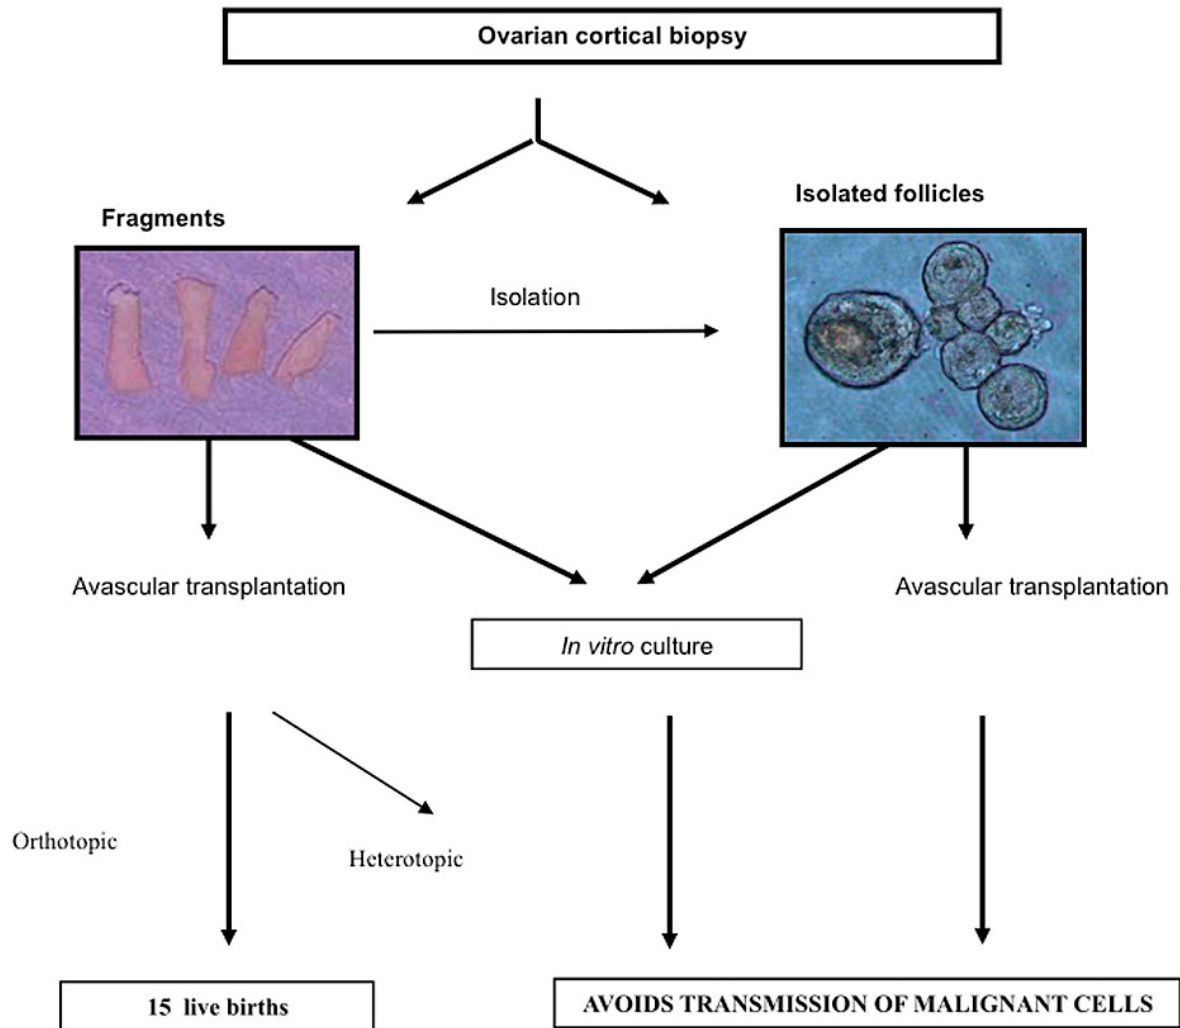 Ovarian cortical biopsy
Fragments
Isolated follicles
Isolation
Avascular transplantation
Avascular transplantation
In vitro culture
Orthotopic
Heterotopic
15 live births
AVOIDS TRANSMISSION OF MALIGNANT CELLS